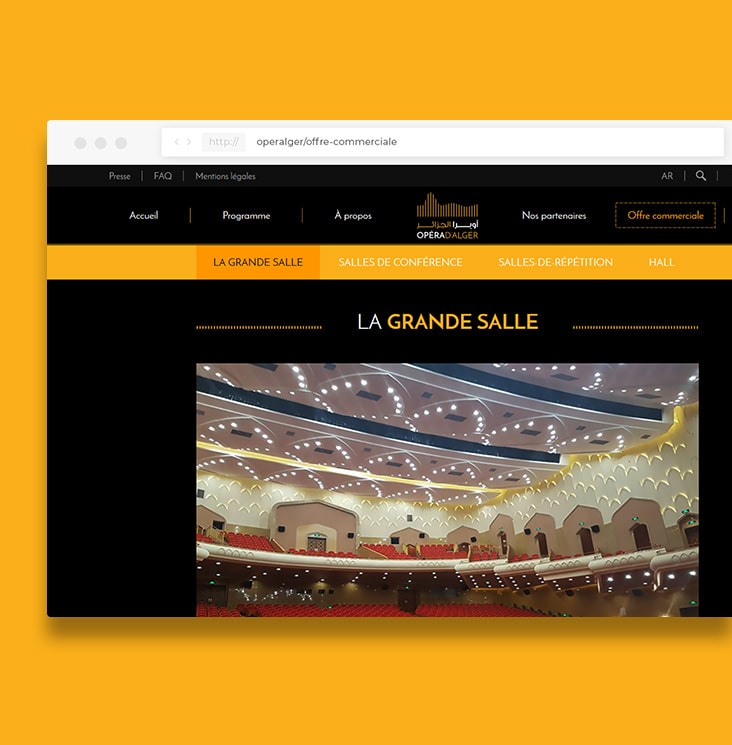 http:// operalger/offre-commerciale
Presse | FAQ | Mentions légales AR
Accueil | Programme | À propos
أوبرا الجزائر
OPÉRA D'ALGER
Nos partenaires Offre commerciale
LA GRANDE SALLE SALLES DE CONFÉRENCE SALLES-DE-RÉPÉTITION HALL
LA GRANDE SALLE